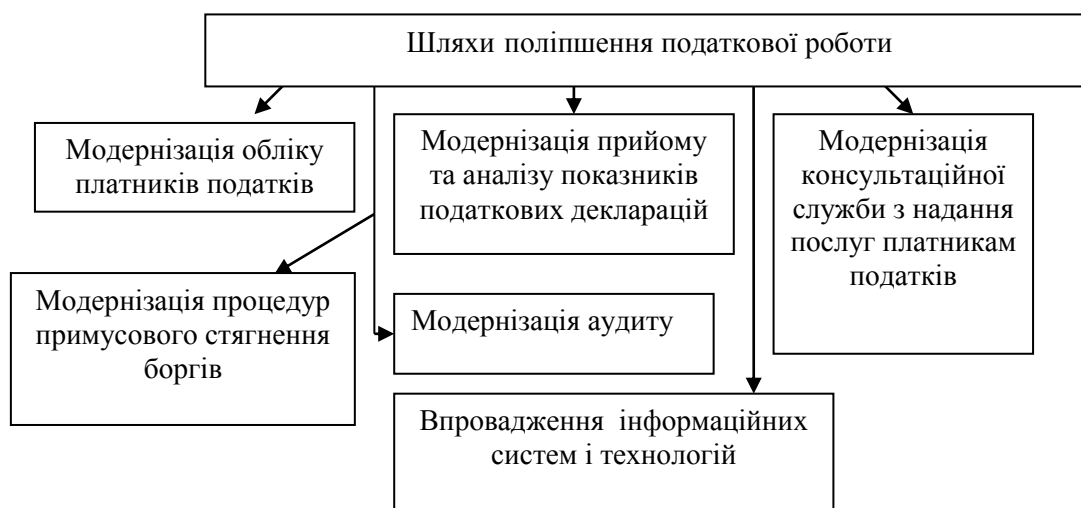 Шляхи поліпшення податкової роботи
Модернізація обліку
платників податків
Модернізація прийому
та аналізу показників
податкових декларацій
Модернізація
консультаційної
служби з надання
послуг платникам
податків
Модернізація процедур
примусового стягнення
боргів
Модернізація аудиту
Впровадження інформаційних
систем і технологій